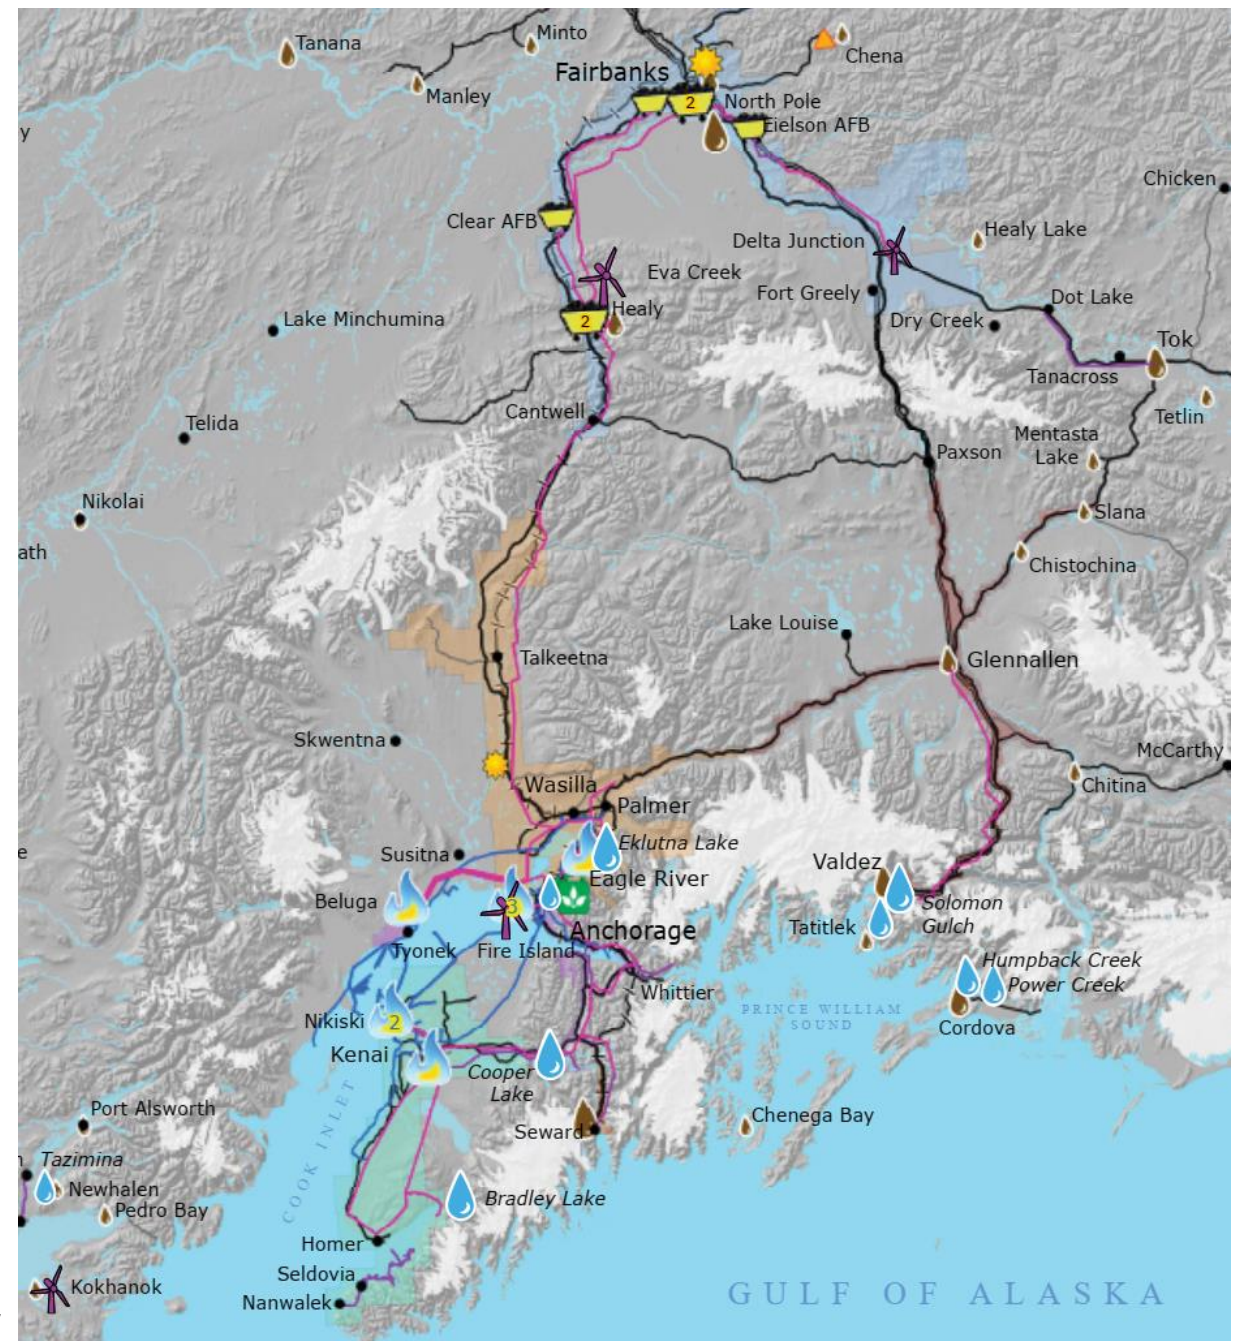 Minto
Tanana
Chena
Fairbanks
Manley
2
North Pole
Eielson AFB
y
Chicken
Clear AFB
Healy Lake
Delta Junction
Eva Creek
Fort Greely
Dot Lake
Healy
2
Lake Minchumina
Dry Creek
Tok
Tanacross
Cantwell
Tetlin
Telida
Mentasta
Lake
Paxson
Nikolai
Slana
ath
Chistochina
Lake Louise
Talkeetna
Glennallen
Skwentna
McCarthy
Wasilla
Chitina
Palmer
Eklutna Lake
e
Susitna
Valdez
Eagle River
Beluga
3
Solomon
Gulch
Anchorage
Tatitlek
Tyonek
Fire Island
Humpback Creek
Power Creek
Whittier
PRINCE WILLIAM
SOUND
Nikiski
2
Cordova
Kenai
Cooper
Lake
Port Alsworth
Chenega Bay
Seward
COOK INLET
n
Tazimina
Newhalen
Pedro Bay
Bradley Lake
Homer
Seldovia
Kokhanok
Nanwalek
GULF OF ALASKA